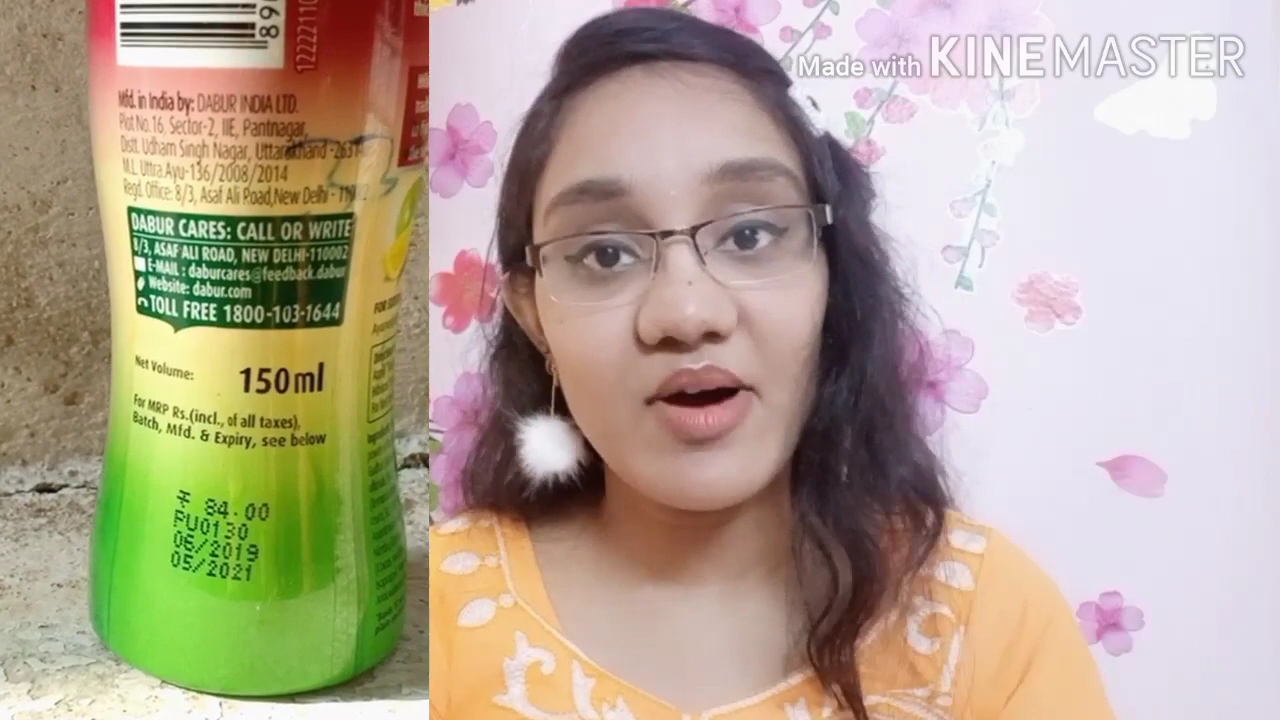 12222110
Mfd. in India by: DABUR INDIA LTD.
Plot No.16, Sector-2, IIE, Pantnagar,
Distt. Udham Singh Nagar, Uttarakhand -
M.L. Uttra.Ayu-136/2008/2014
Regd. Office: 8/3, Asaf Ali Road, New Delhi -
DABUR CARES: CALL OR WRITE
8/3, ASAF ALI ROAD, NEW DELHI-110002
E-MAIL : daburcares@feedback.dabur
Website: dabur.com
TOLL FREE 1800-103-1644
Net Volume: 150ml
For MRP Rs.(incl., of all taxes),
Batch, Mfd. & Expiry, see below
₹ 84.00
PU0130
06/2019
05/2021
Made with KINEMASTER